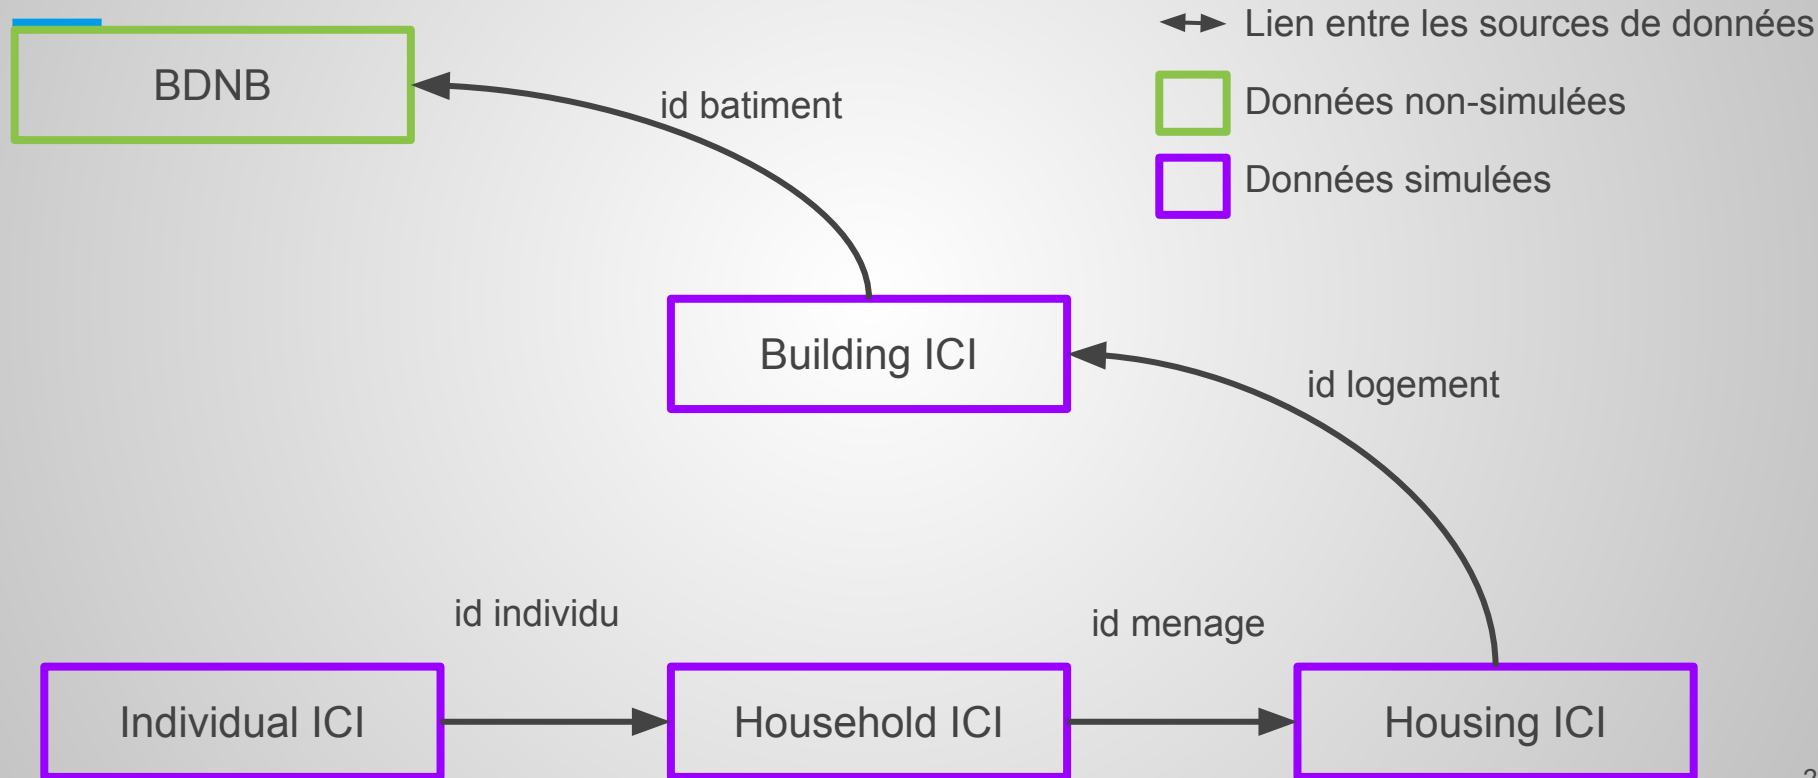 Lien entre les sources de données
BDNB
id batiment
Données non-simulées
Données simulées
Building ICI
id logement
id individu
id menage
Individual ICI
Household ICI
Housing ICI